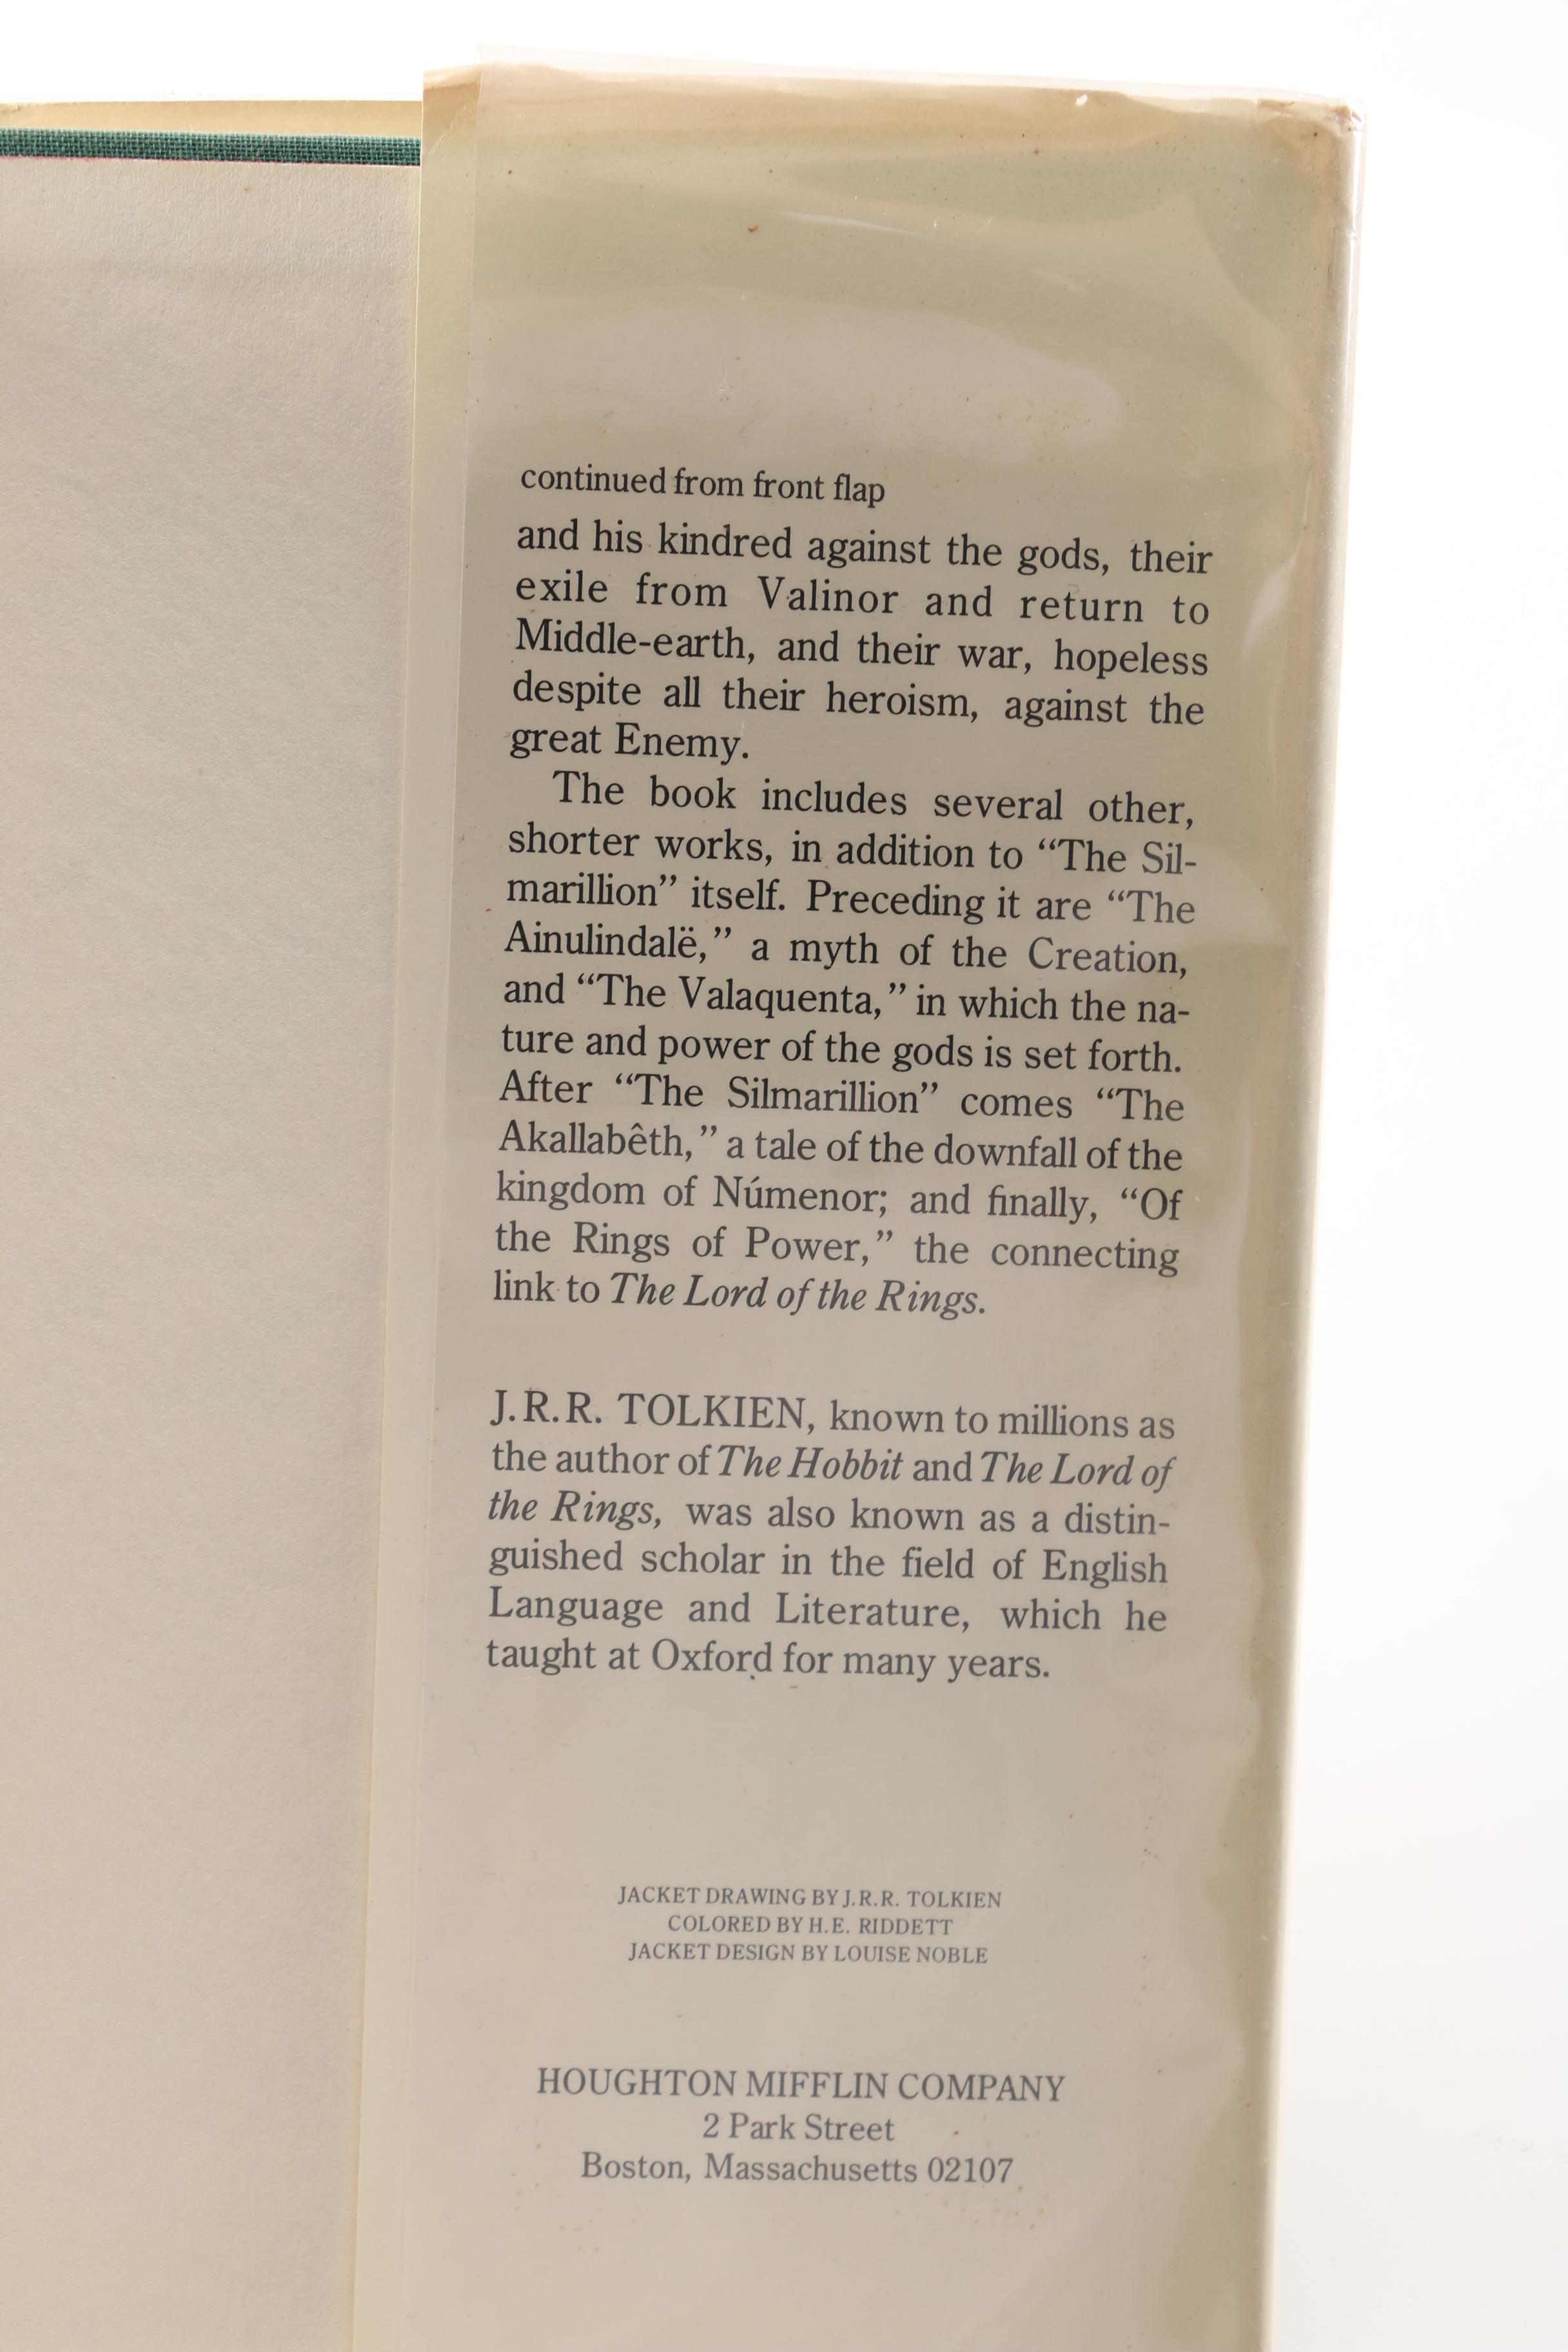 continued from front flap
and his kindred against the gods, their
exile from Valinor and return to
Middle-earth, and their war, hopeless
despite all their heroism, against the
great Enemy.
The book includes several other,
shorter works, in addition to “The Sil-
marillion” itself. Preceding it are “The
Ainulindalë,” a myth of the Creation,
and “The Valaquenta,” in which the na-
ture and power of the gods is set forth.
After “The Silmarillion” comes “The
Akallabêth,” a tale of the downfall of the
kingdom of Númenor; and finally, “Of
the Rings of Power,” the connecting
link to The Lord of the Rings.
J.R.R. TOLKIEN, known to millions as
the author of The Hobbit and The Lord of
the Rings, was also known as a distin-
guished scholar in the field of English
Language and Literature, which he
taught at Oxford for many years.
JACKET DRAWING BY J.R.R. TOLKIEN
COLORED BY H.E. RIDDETT
JACKET DESIGN BY LOUISE NOBLE
HOUGHTON MIFFLIN COMPANY
2 Park Street
Boston, Massachusetts 02107